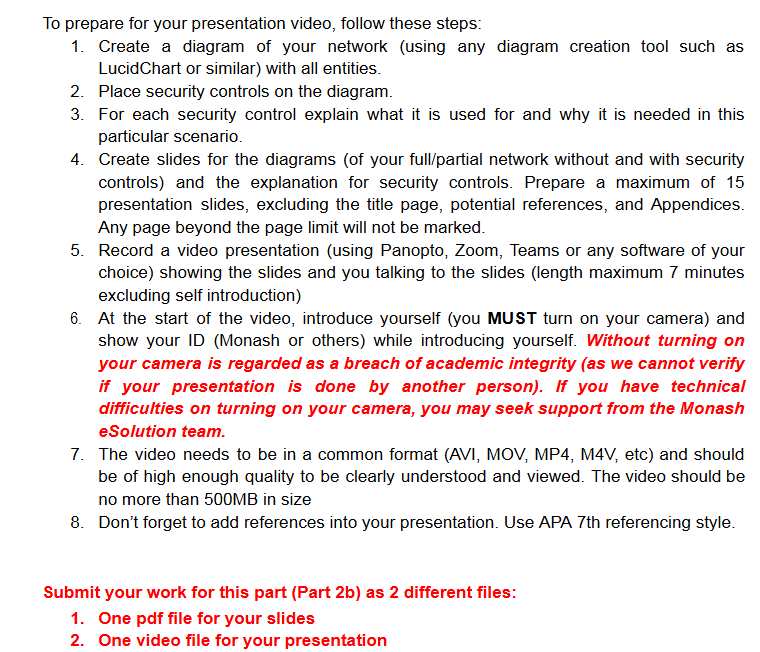 To prepare for your presentation video, follow these steps:
1. Create a diagram of your network (using any diagram creation tool such as
LucidChart or similar) with all entities.
2. Place security controls on the diagram.
3. For each security control explain what it is used for and why it is needed in this
particular scenario.
4. Create slides for the diagrams (of your full/partial network without and with security
controls) and the explanation for security controls. Prepare a maximum of 15
presentation slides, excluding the title page, potential references, and Appendices.
Any page beyond the page limit will not be marked.
5. Record a video presentation (using Panopto, Zoom, Teams or any software of your
choice) showing the slides and you talking to the slides (length maximum 7 minutes
excluding self introduction)
6. At the start of the video, introduce yourself (you MUST turn on your camera) and
show your ID (Monash or others) while introducing yourself. Without turning on
your camera is regarded as a breach of academic integrity (as we cannot verify
if your presentation is done by another person). If you have technical
difficulties on turning on your camera, you may seek support from the Monash
eSolution team.
7. The video needs to be in a common format (AVI, MOV, MP4, M4V, etc) and should
be of high enough quality to be clearly understood and viewed. The video should be
no more than 500MB in size
8. Don't forget to add references into your presentation. Use APA 7th referencing style.
Submit your work for this part (Part 2b) as 2 different files:
1. One pdf file for your slides
2. One video file for your presentation